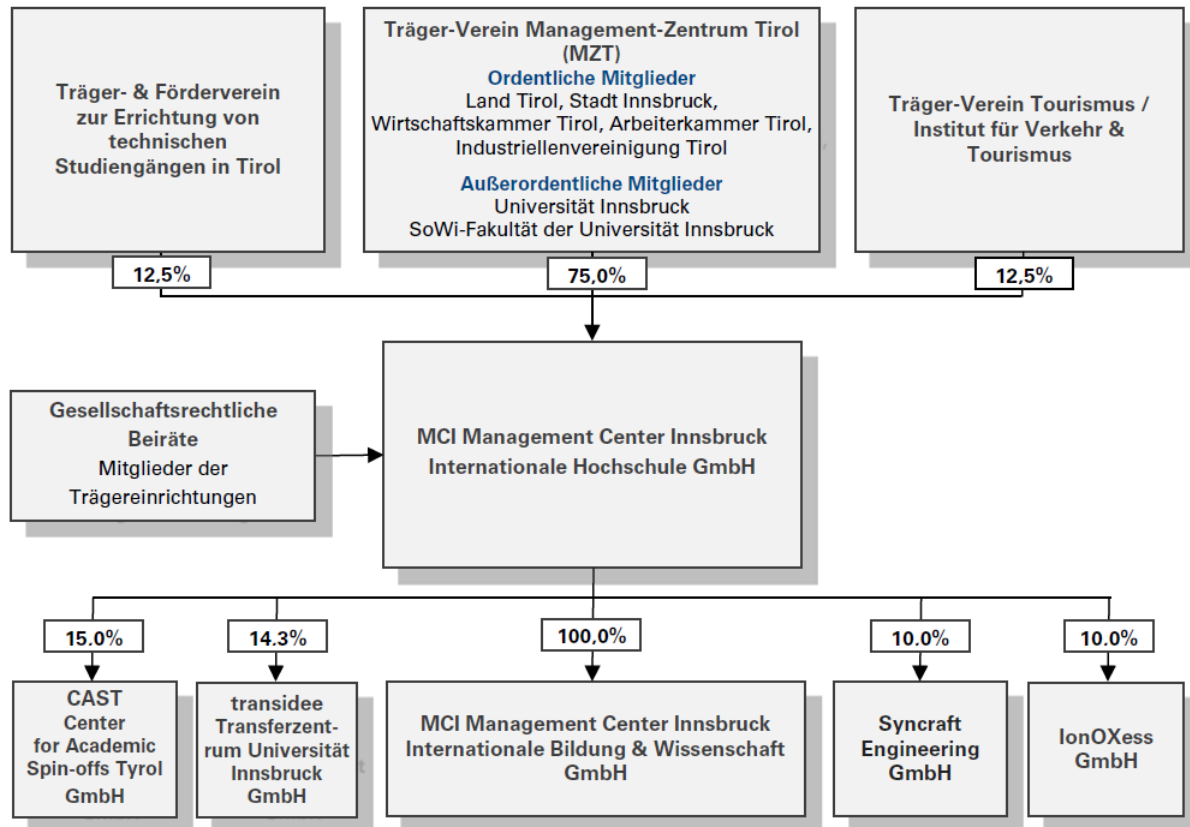 Träger- & Förderverein
zur Errichtung von
technischen
Studiengängen in Tirol
Träger-Verein Management-Zentrum Tirol
(MZT)
Ordentliche Mitglieder
Land Tirol, Stadt Innsbruck,
Wirtschaftskammer Tirol, Arbeiterkammer Tirol,
Industriellenvereinigung Tirol
Außerordentliche Mitglieder
Universität Innsbruck
SoWi-Fakultät der Universität Innsbruck
Träger-Verein Tourismus /
Institut für Verkehr &
Tourismus
12,5%
75,0%
12,5%
Gesellschaftsrechtliche
Beiräte
Mitglieder der
Trägereinrichtungen
MCI Management Center Innsbruck
Internationale Hochschule GmbH
15.0%
14.3%
100,0%
10.0%
10.0%
CAST
Center
for Academic
Spin-offs Tyrol
GmbH
transidee
Transferzent-
rum Universität
Innsbruck
GmbH
MCI Management Center Innsbruck
Internationale Bildung & Wissenschaft
GmbH
Syncraft
Engineering
GmbH
IonOXess
GmbH